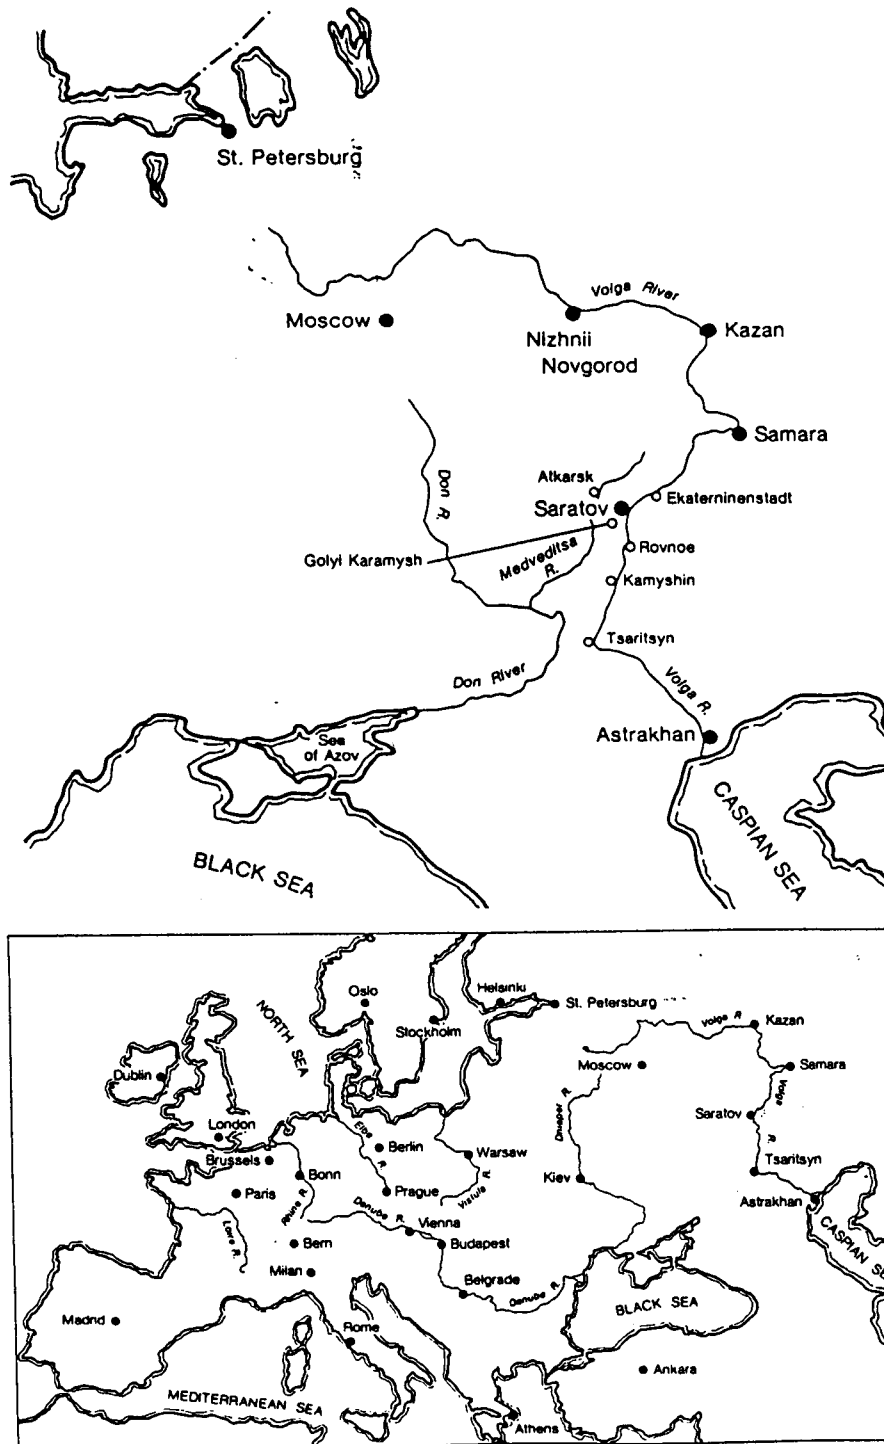 St. Petersburg
Volga River
Moscow
Nizhnii
Novgorod
Kazan
Samara
Don R.
Atkarsk
Ekaterninenstadt
Saratov
Golyi Karamysh
Medveditsa
R.
Rovnoe
Kamyshin
Tsaritsyn
Don River
Volga R.
Astrakhan
Sea
of Azov
BLACK SEA
CASPIAN SEA
NORTH SEA
Oslo
Stockholm
Helsinki
St. Petersburg
Volga R
Kazan
Moscow
Samara
Dublin
Dnieper R.
Saratov
Volga
R.
London
Elbe
R.
Berlin
Warsaw
Brussels
Bonn
Kiev
Tsaritsyn
Paris
Rhine R
Prague
Vistula R.
Astrakhan
Loire R.
Danube R.
Vienna
Bern
Budapest
CASPIAN SE
Milan
Belgrade
Danube R.
BLACK SEA
Madrid
Rome
Ankara
MEDITERRANEAN SEA
Athens